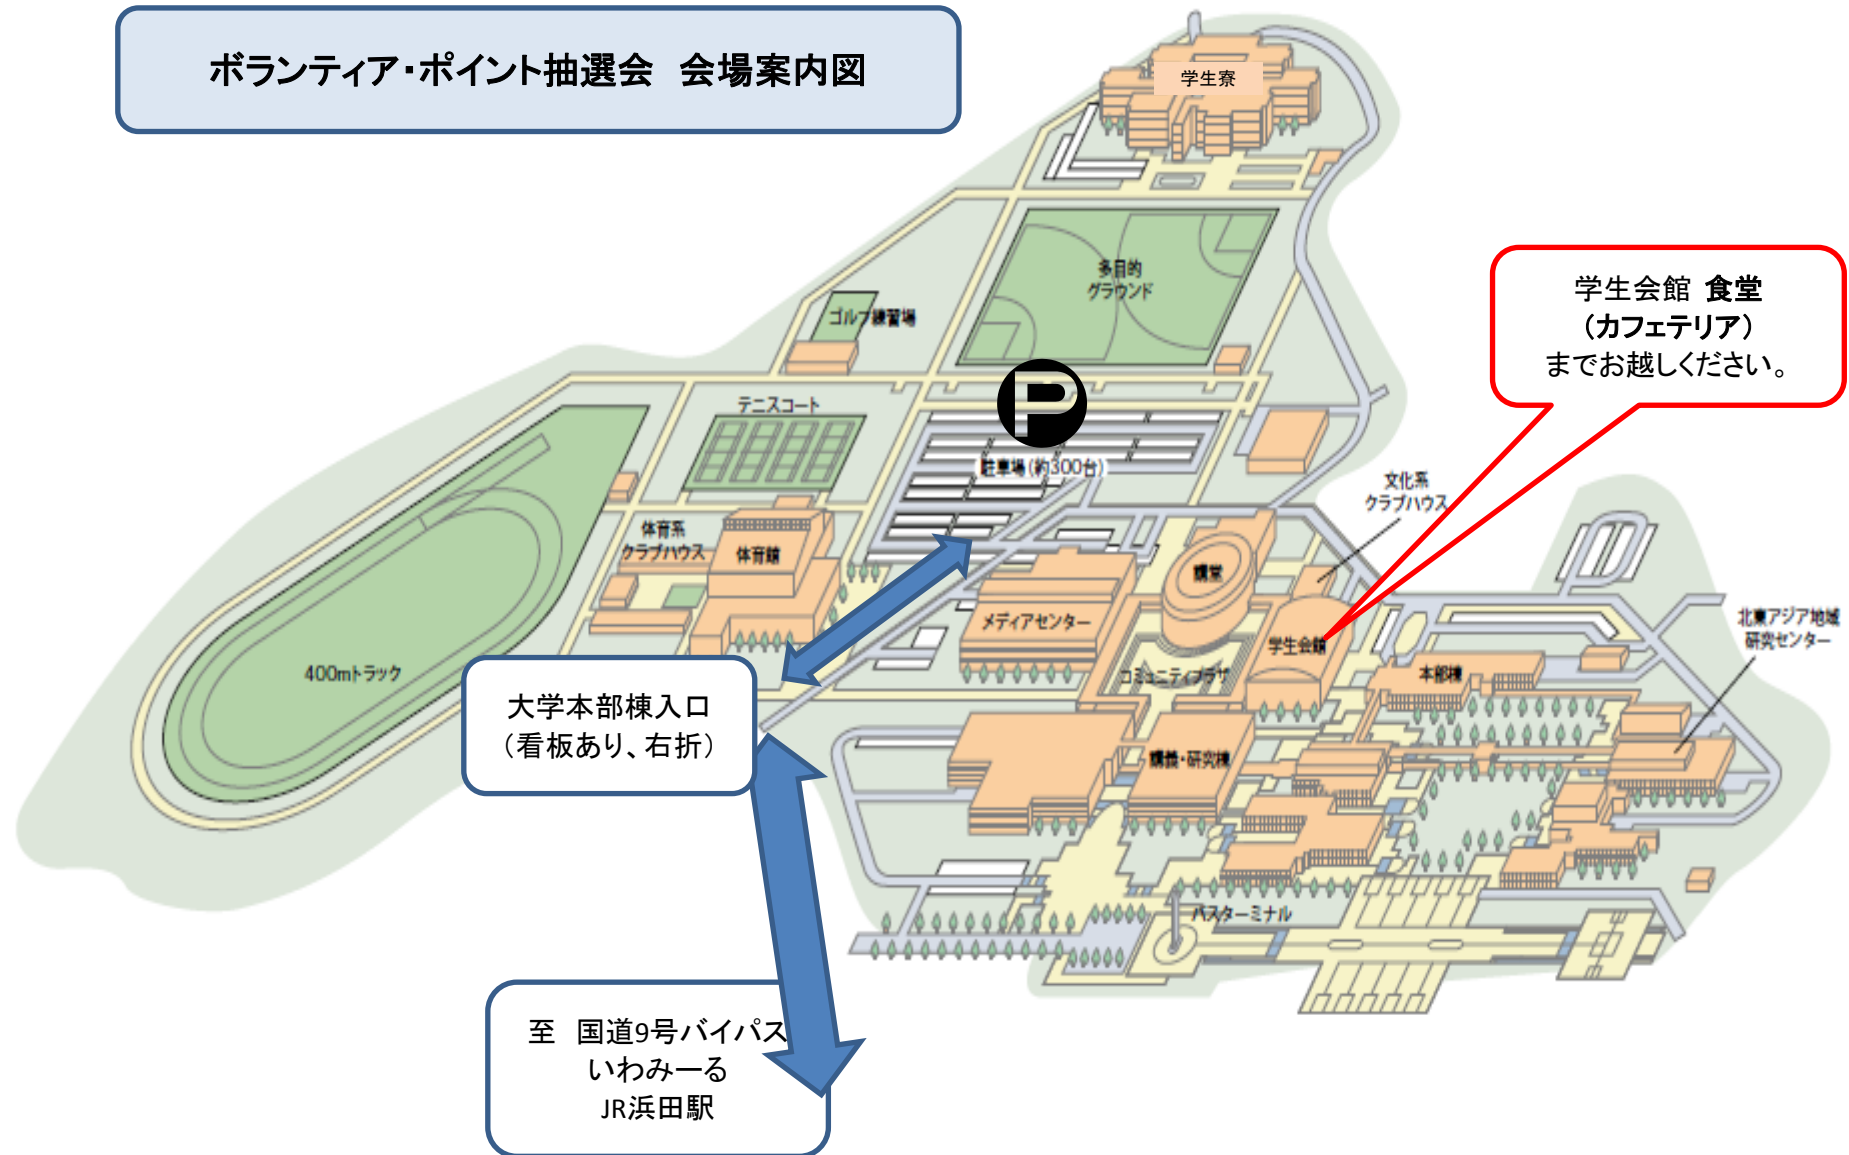 ボランティア・ポイント抽選会　会場案内図
学生寮
多目的
グラウンド
学生会館 食堂
（カフェテリア）
までお越しください。
ゴルフ練習場
P
テニスコート
駐車場(約300台)
文化系
クラブハウス
体育系
クラブハウス
体育館
講堂
メディアセンター
学生会館
北東アジア地域
研究センター
400mトラック
コミュニティプラザ
本部棟
大学本部棟入口
（看板あり、右折）
講義・研究棟
バスターミナル
至　国道9号バイパス
いわみーる
JR浜田駅